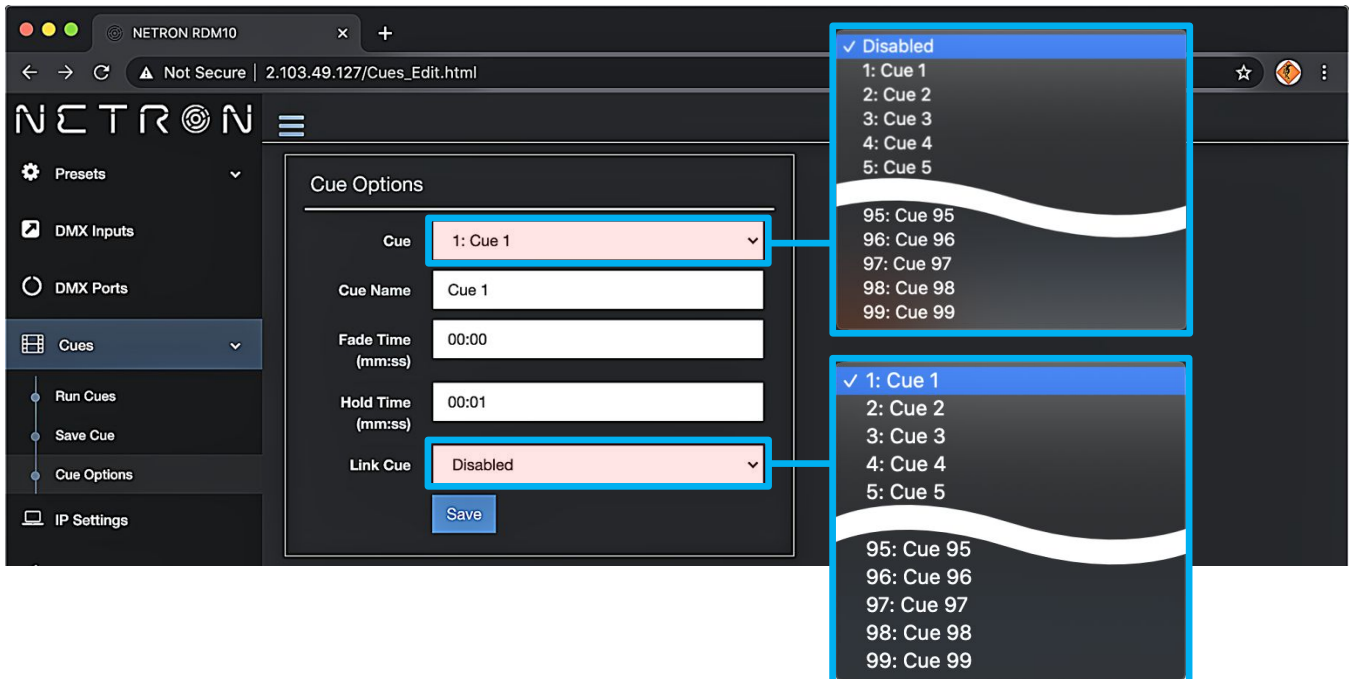 NETRON RDM10
Not Secure | 2.103.49.127/Cues_Edit.html
NETRON
Presets
DMX Inputs
DMX Ports
Cues
Run Cues
Save Cue
Cue Options
IP Settings
Cue Options
Cue
1: Cue 1
Cue Name
Cue 1
Fade Time
(mm:ss)
00:00
Hold Time
(mm:ss)
00:01
Link Cue
Disabled
Save
✓ Disabled
1: Cue 1
2: Cue 2
3: Cue 3
4: Cue 4
5: Cue 5
95: Cue 95
96: Cue 96
97: Cue 97
98: Cue 98
99: Cue 99
✓ 1: Cue 1
2: Cue 2
3: Cue 3
4: Cue 4
5: Cue 5
95: Cue 95
96: Cue 96
97: Cue 97
98: Cue 98
99: Cue 99